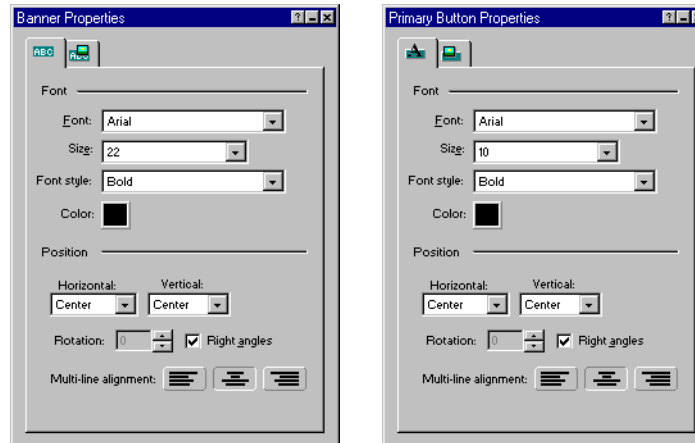 Banner Properties
ABC
ABC
Font
Font: Arial
Size: 22
Font style: Bold
Color:
Position
Horizontal: Vertical:
Center Center
Rotation: 0 Right angles
Multi-line alignment:
Primary Button Properties
A
Font
Font: Arial
Size: 10
Font style: Bold
Color:
Position
Horizontal: Vertical:
Center Center
Rotation: 0 Right angles
Multi-line alignment: